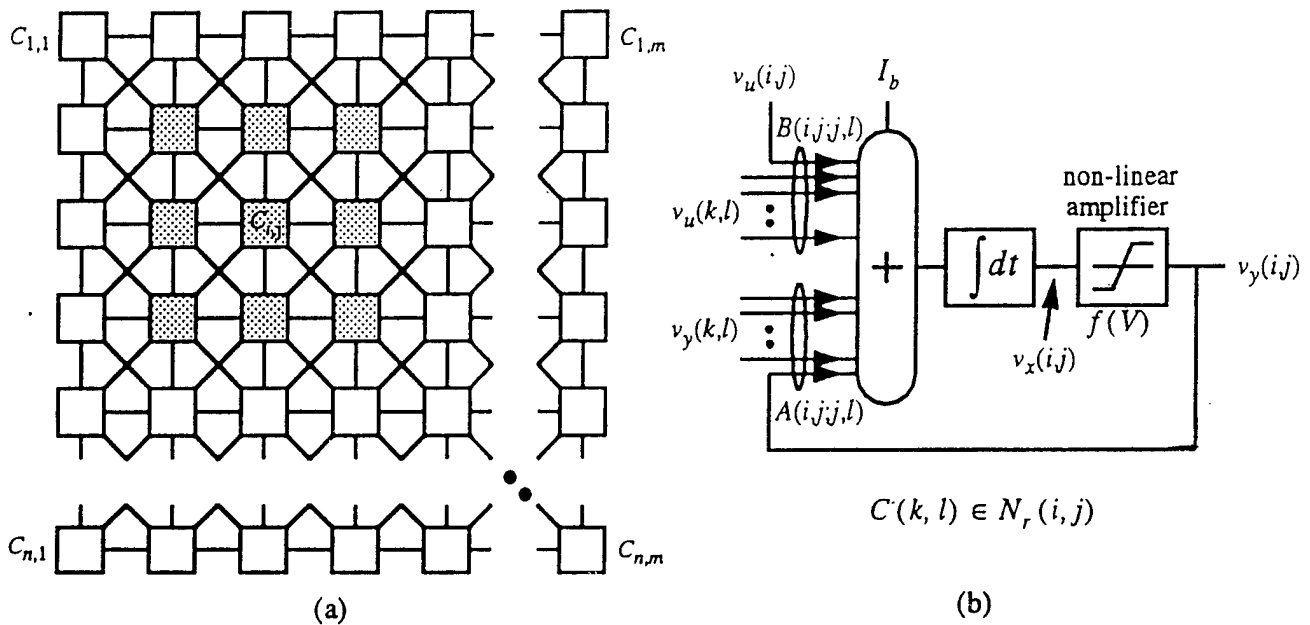 C1,1
C1,m
Ci,j
Cn,1
Cn,m
(a)
vu(i,j)
Ib
B(i,j;j,l)
vu(k,l)
+
∫dt
non-linear
amplifier
f(V)
vy(i,j)
vx(i,j)
vy(k,l)
A(i,j;j,l)
C(k, l) ∈ Nr(i, j)
(b)